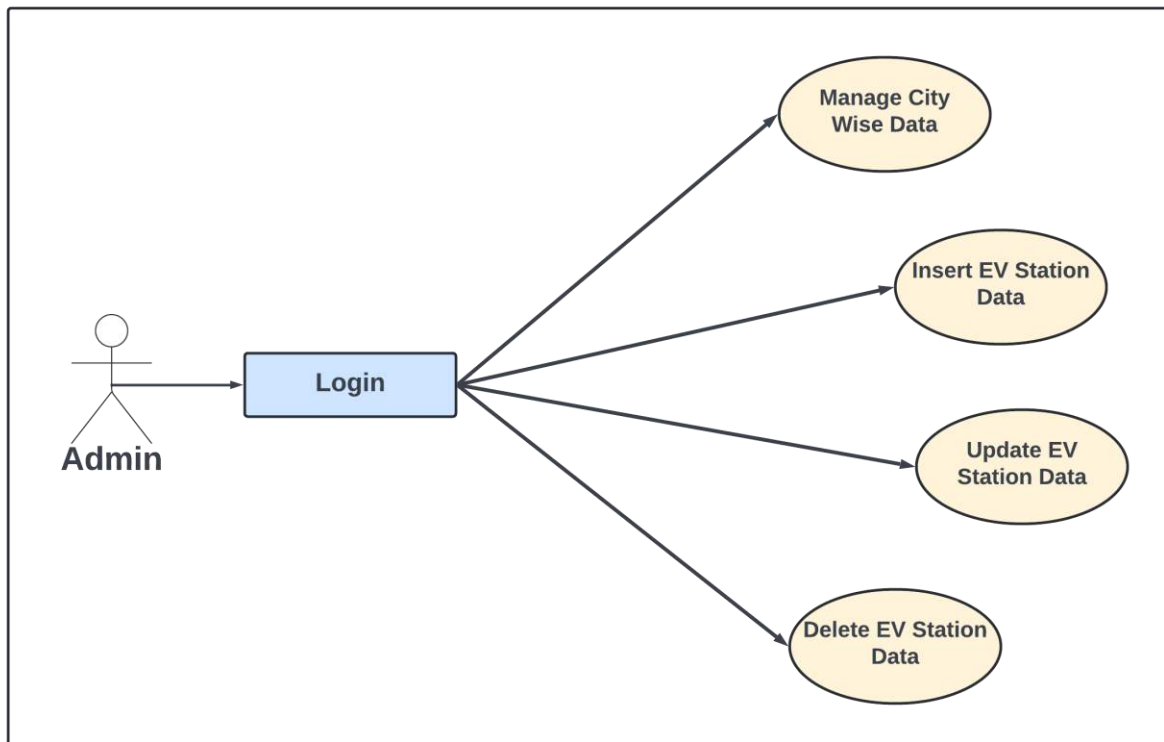 Manage City
Wise Data
Insert EV Station
Data
Login
Admin
Update EV
Station Data
Delete EV Station
Data